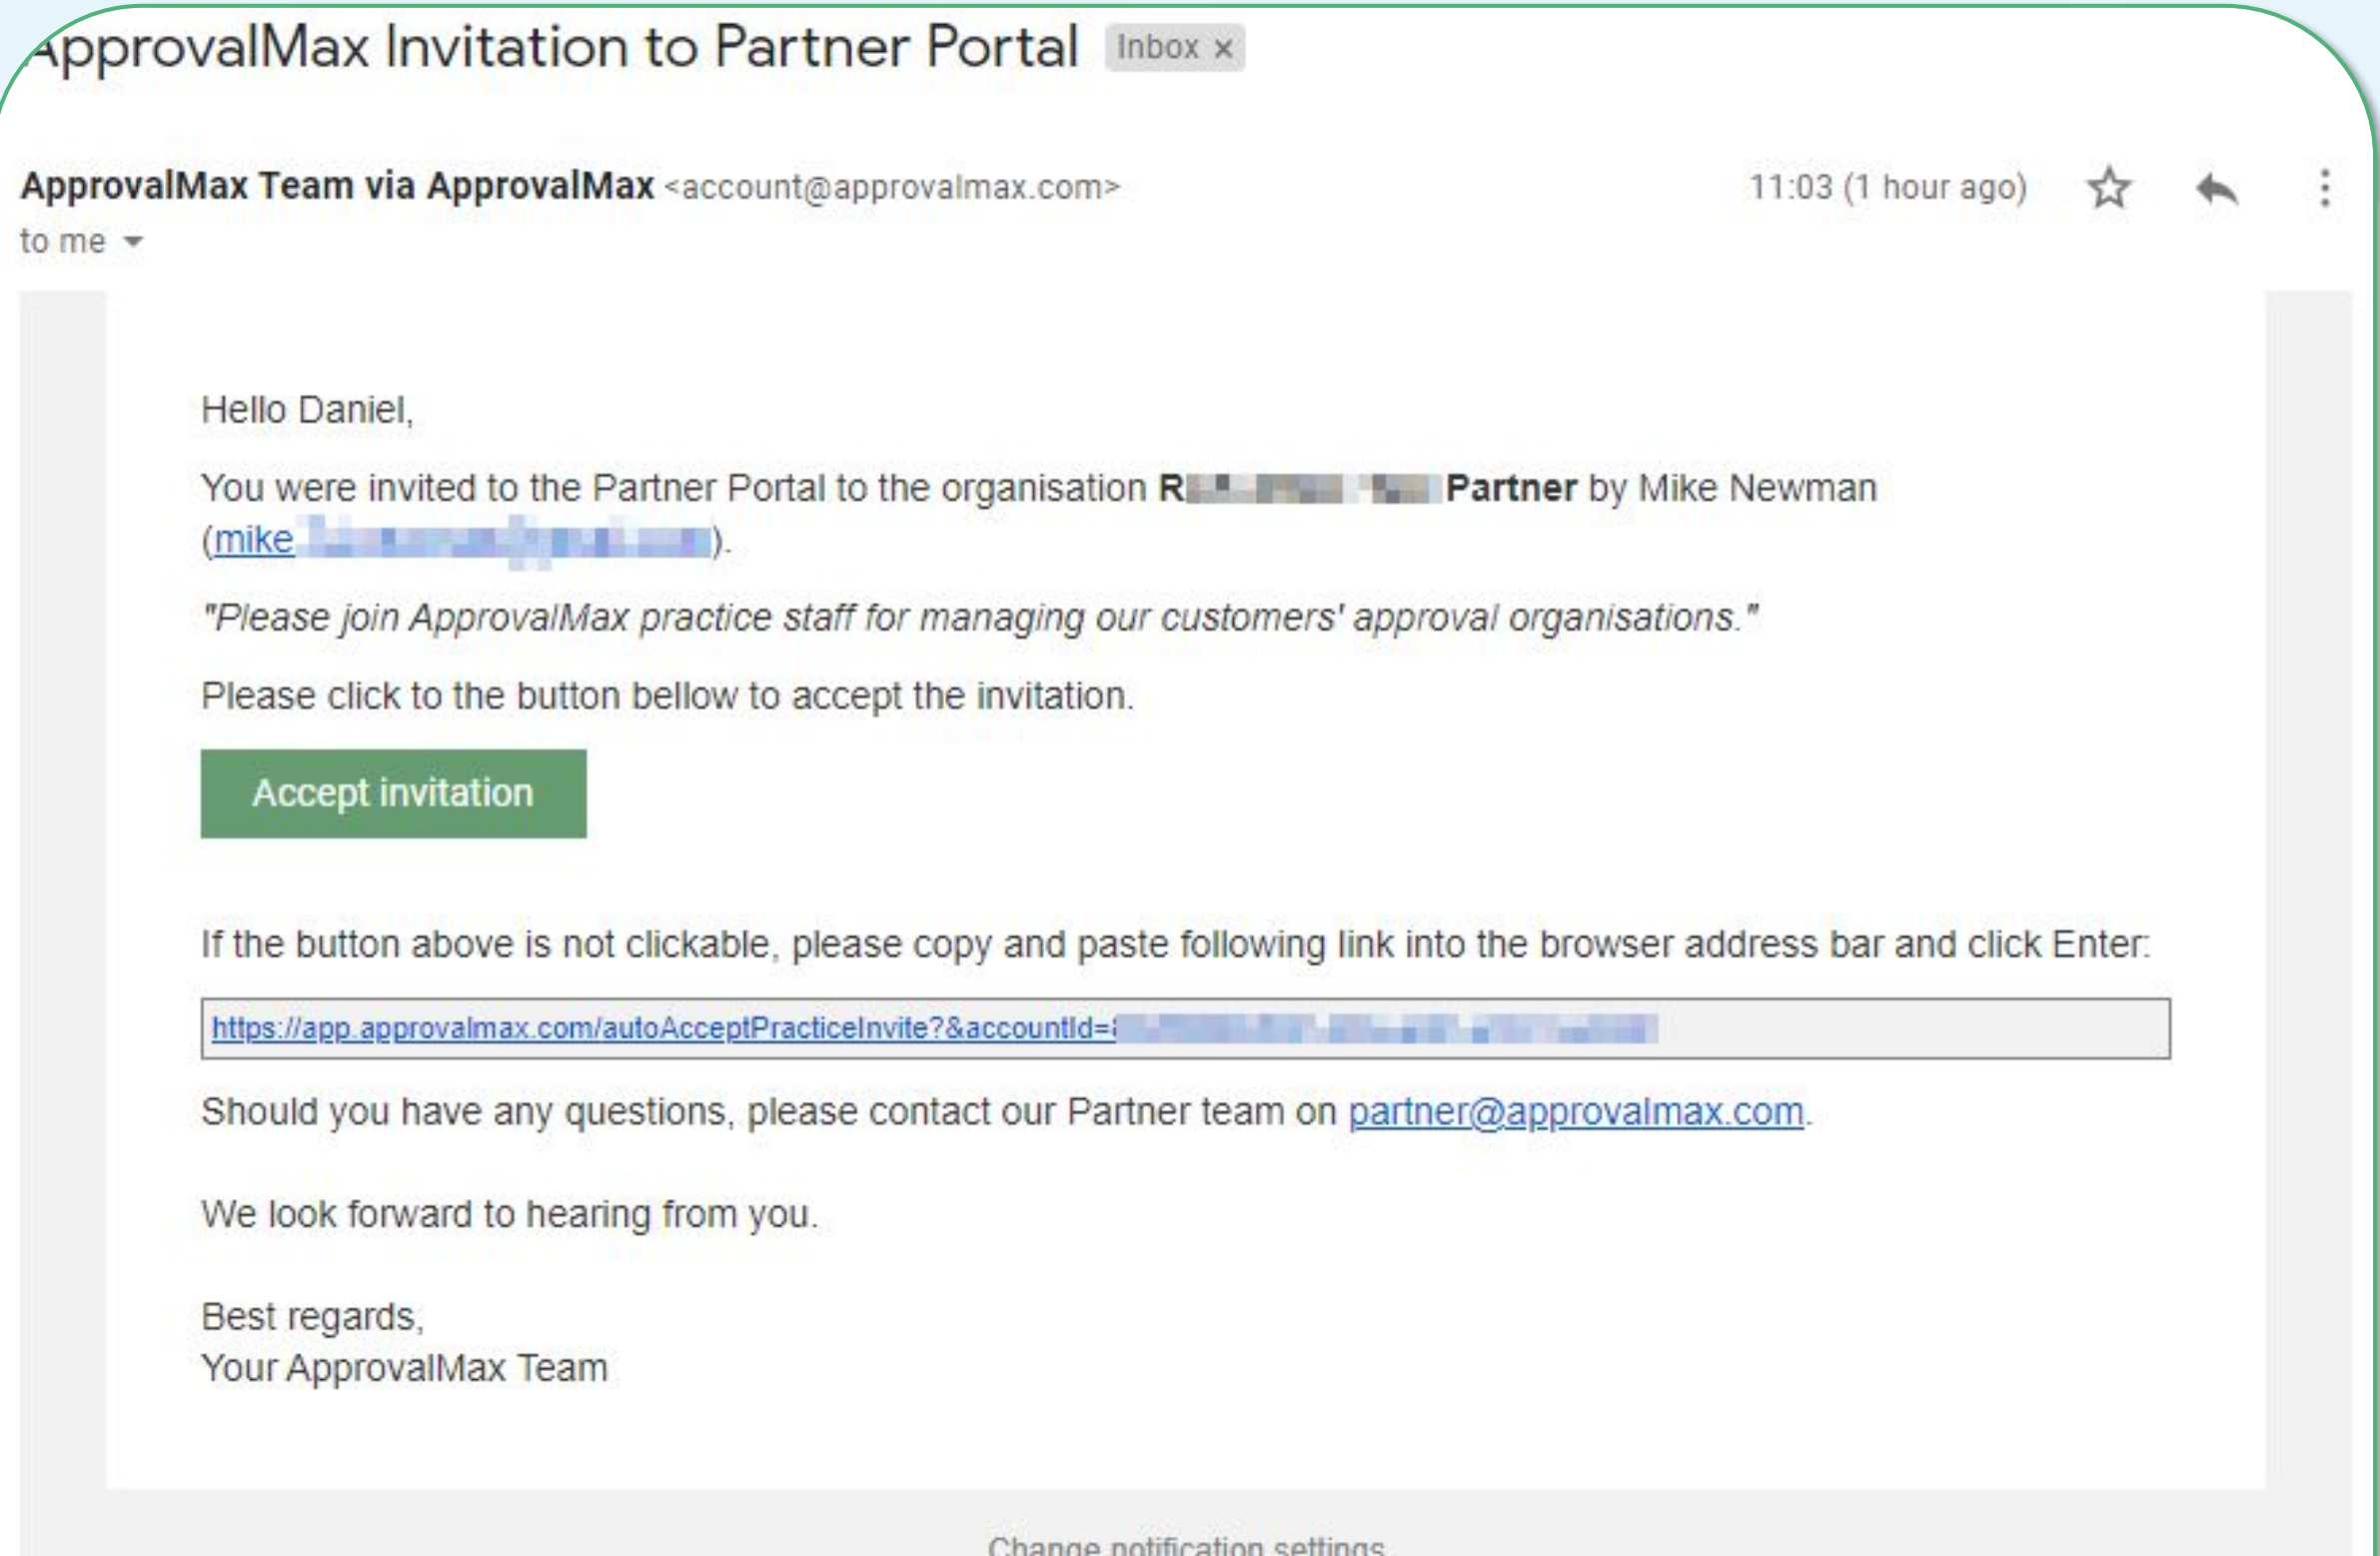 ApprovalMax Invitation to Partner Portal Inbox ×
ApprovalMax Team via ApprovalMax <account@approvalmax.com> 11:03 (1 hour ago)
to me
Hello Daniel,
You were invited to the Partner Portal to the organisation R Partner by Mike Newman
(mike ).
"Please join ApprovalMax practice staff for managing our customers' approval organisations."
Please click to the button bellow to accept the invitation.
Accept invitation
If the button above is not clickable, please copy and paste following link into the browser address bar and click Enter:
https://app.approvalmax.com/autoAcceptPracticeInvite?&accountId=
Should you have any questions, please contact our Partner team on partner@approvalmax.com.
We look forward to hearing from you.
Best regards,
Your ApprovalMax Team
Change notification settings